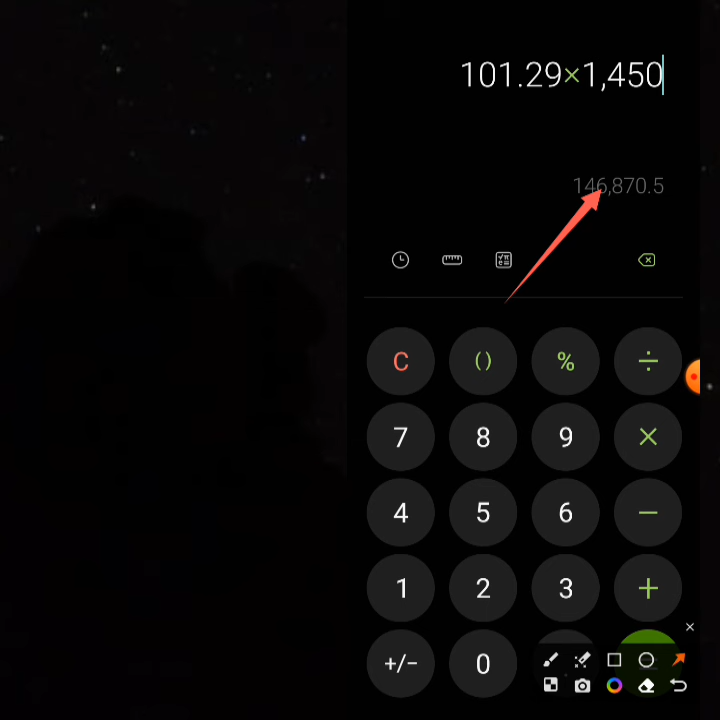 101.29×1,450
146,870.5
C ( ) % ÷
7 8 9 ×
4 5 6 −
1 2 3 +
+/− 0